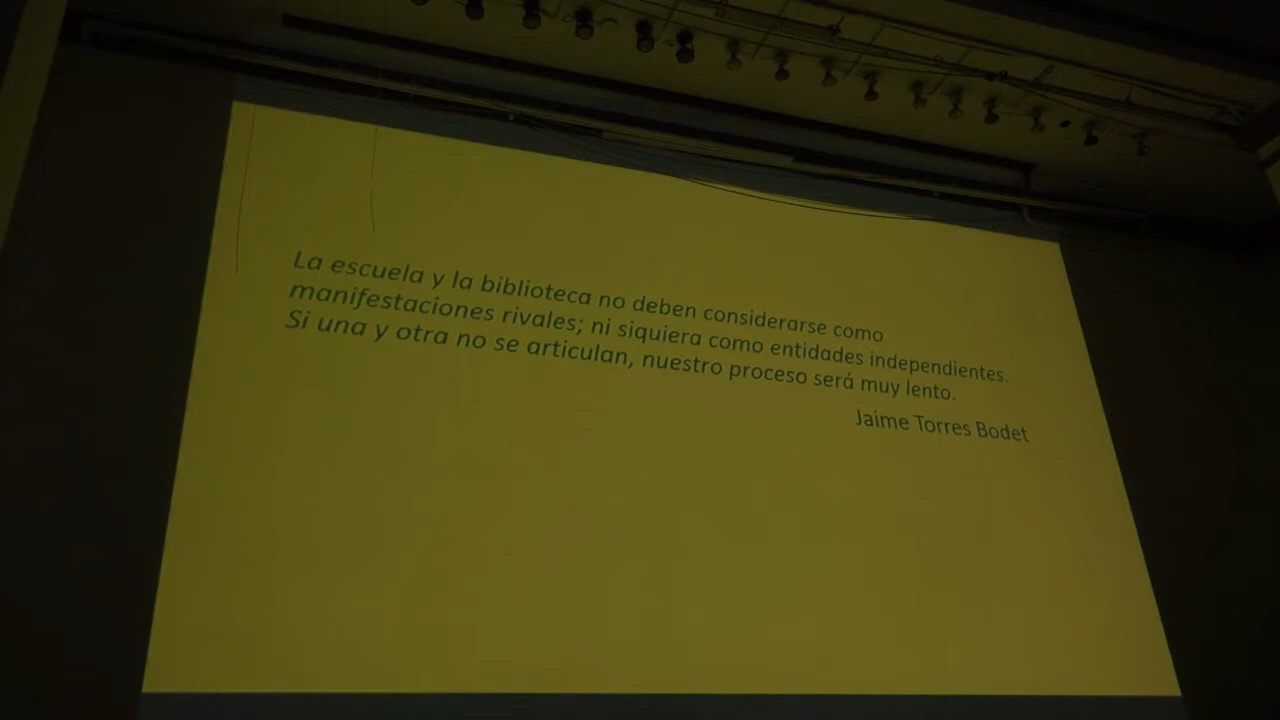 La escuela y la biblioteca no deben considerarse como
manifestaciones rivales; ni siquiera como entidades independientes.
Si una y otra no se articulan, nuestro proceso será muy lento.
Jaime Torres Bodet